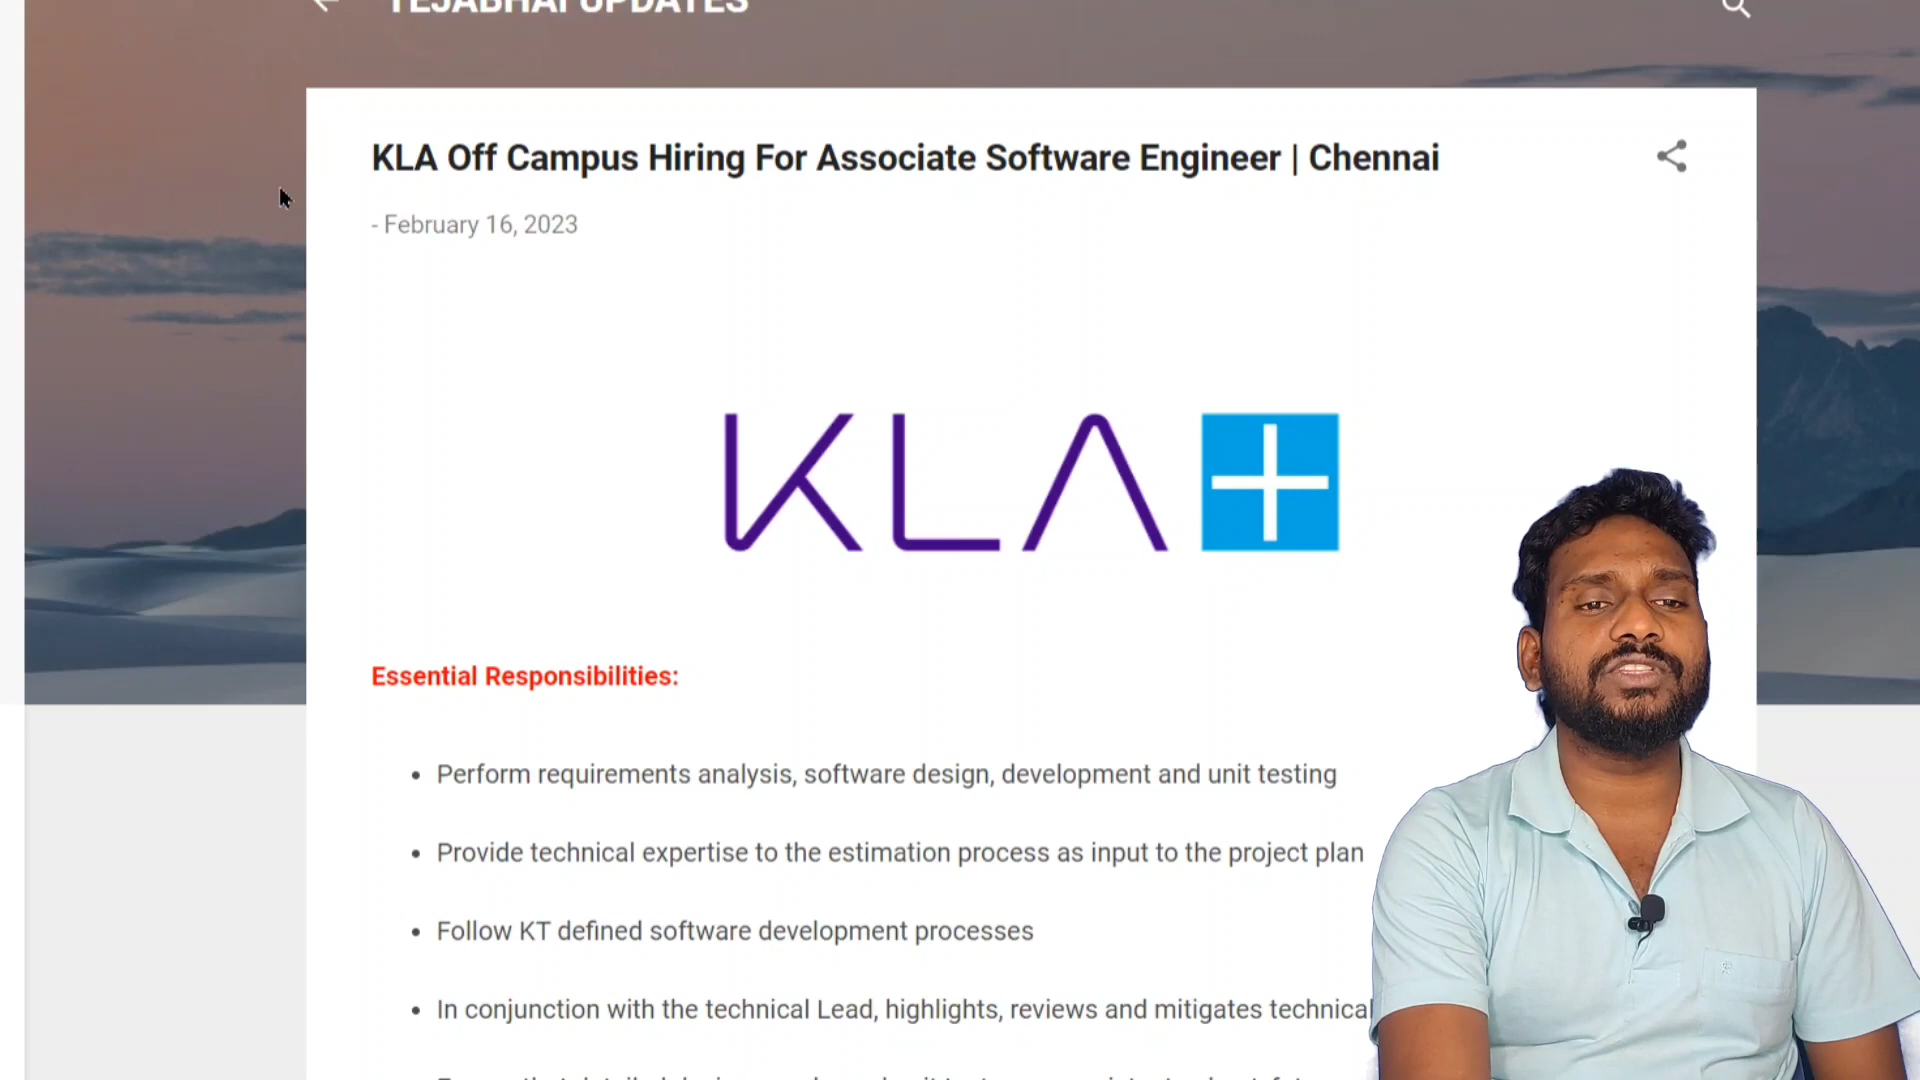 TEJABHAI UPDATES
KLA Off Campus Hiring For Associate Software Engineer | Chennai
- February 16, 2023
KLA+
Essential Responsibilities:
• Perform requirements analysis, software design, development and unit testing
• Provide technical expertise to the estimation process as input to the project plan
• Follow KT defined software development processes
• In conjunction with the technical Lead, highlights, reviews and mitigates technical